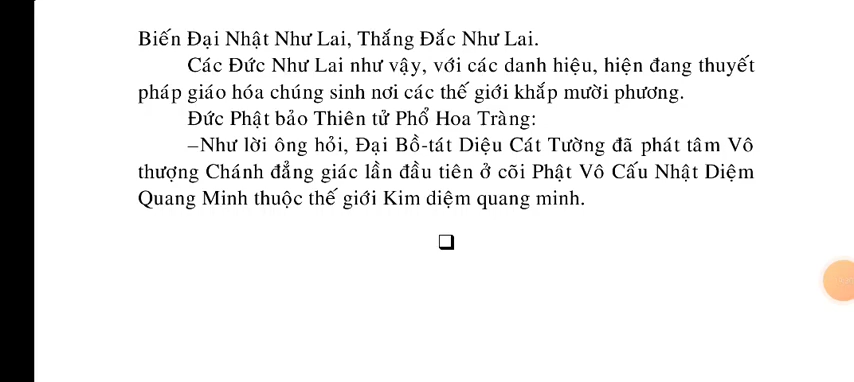 Biến Đại Nhật Như Lai, Thắng Đắc Như Lai.
Các Đức Như Lai như vậy, với các danh hiệu, hiện đang thuyết
pháp giáo hóa chúng sinh nơi các thế giới khắp mười phương.
Đức Phật bảo Thiên tử Phổ Hoa Tràng:
–Như lời ông hỏi, Đại Bồ-tát Diệu Cát Tường đã phát tâm Vô
thượng Chánh đẳng giác lần đầu tiên ở cõi Phật Vô Cấu Nhật Diệm
Quang Minh thuộc thế giới Kim diệm quang minh.